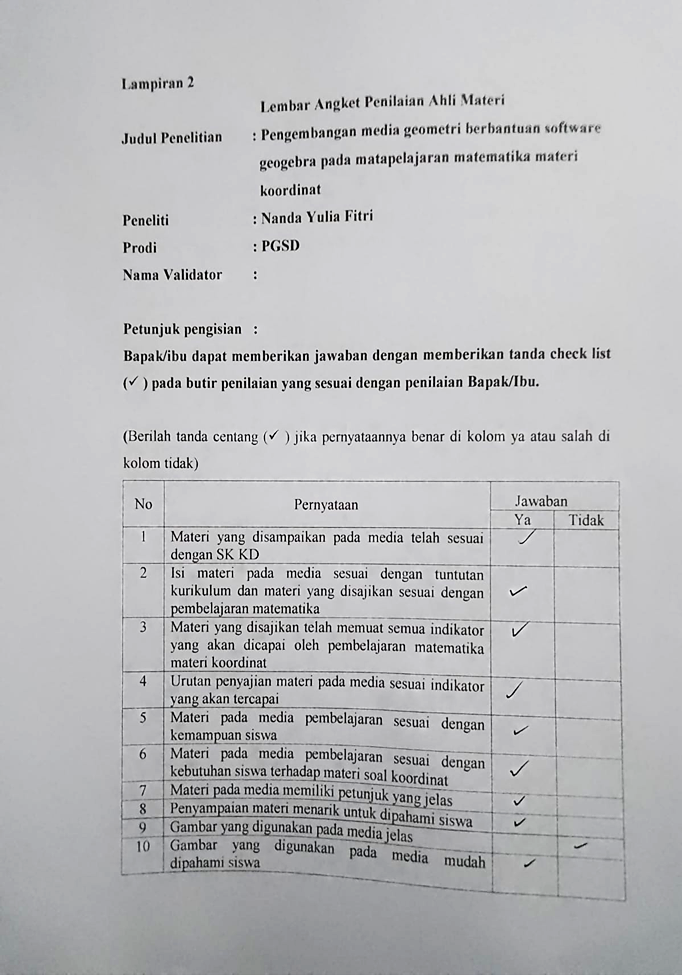 Lampiran 2
Lembar Angket Penilaian Ahli Materi
Judul Penelitian : Pengembangan media geometri berbantuan software
geogebra pada matapelajaran matematika materi
koordinat
Peneliti : Nanda Yulia Fitri
Prodi : PGSD
Nama Validator :
Petunjuk pengisian :
Bapak/ibu dapat memberikan jawaban dengan memberikan tanda check list
(✓ ) pada butir penilaian yang sesuai dengan penilaian Bapak/Ibu.
(Berilah tanda centang (✓ ) jika pernyataannya benar di kolom ya atau salah di
kolom tidak)
No Pernyataan Jawaban
Ya Tidak
1 Materi yang disampaikan pada media telah sesuai ✓
dengan SK KD
2 Isi materi pada media sesuai dengan tuntutan
kurikulum dan materi yang disajikan sesuai dengan ✓
pembelajaran matematika
3 Materi yang disajikan telah memuat semua indikator ✓
yang akan dicapai oleh pembelajaran matematika
materi koordinat
4 Urutan penyajian materi pada media sesuai indikator ✓
yang akan tercapai
5 Materi pada media pembelajaran sesuai dengan ✓
kemampuan siswa
6 Materi pada media pembelajaran sesuai dengan ✓
kebutuhan siswa terhadap materi soal koordinat
7 Materi pada media memiliki petunjuk yang jelas ✓
8 Penyampaian materi menarik untuk dipahami siswa ✓
9 Gambar yang digunakan pada media jelas ✓
10 Gambar yang digunakan pada media mudah ✓
dipahami siswa